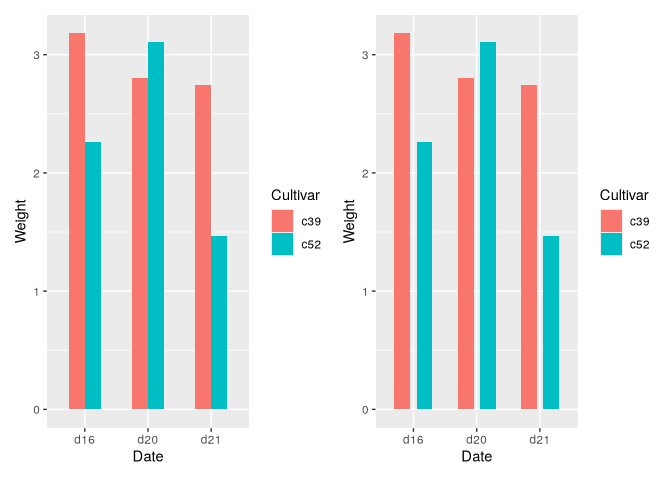 3
2
1
0
Weight
d16 d20 d21
Date
Cultivar
c39
c52
3
2
1
0
Weight
d16 d20 d21
Date
Cultivar
c39
c52